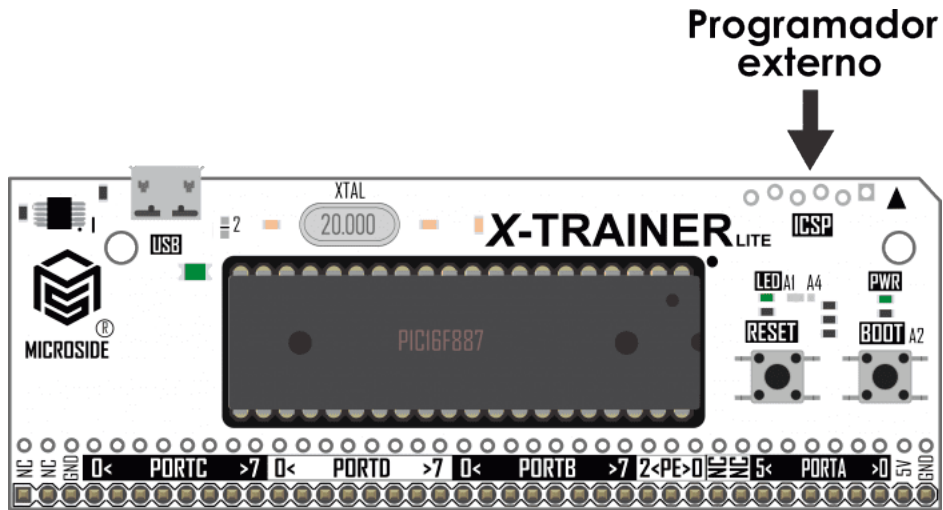 Programador
externo
XTAL
20.000
2
1
USB
X-TRAINER LITE
ICSP
®
MICROSIDE
PIC16F887
LED A1 A4
PWR
RESET
BOOT A2
NC NC GND 0< PORTC >7 0< PORTD >7 0< PORTB >7 2<PE>0 NC NC 5< PORTA >0 5V GND